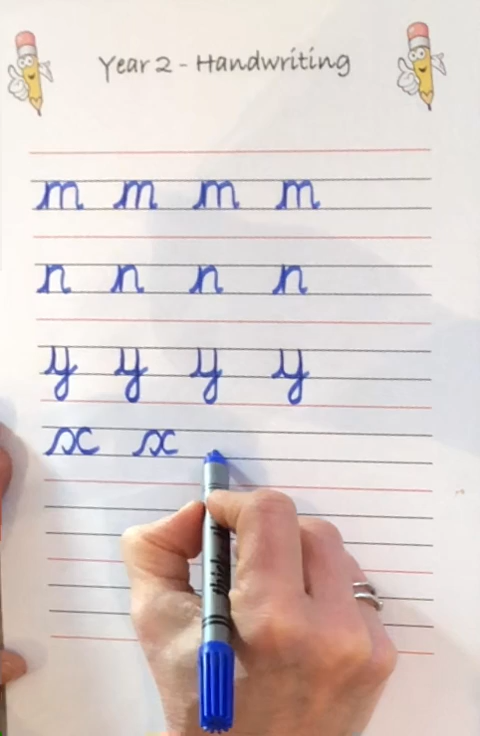 Year 2 - Handwriting
m m m m
n n n n
y y y y
x x